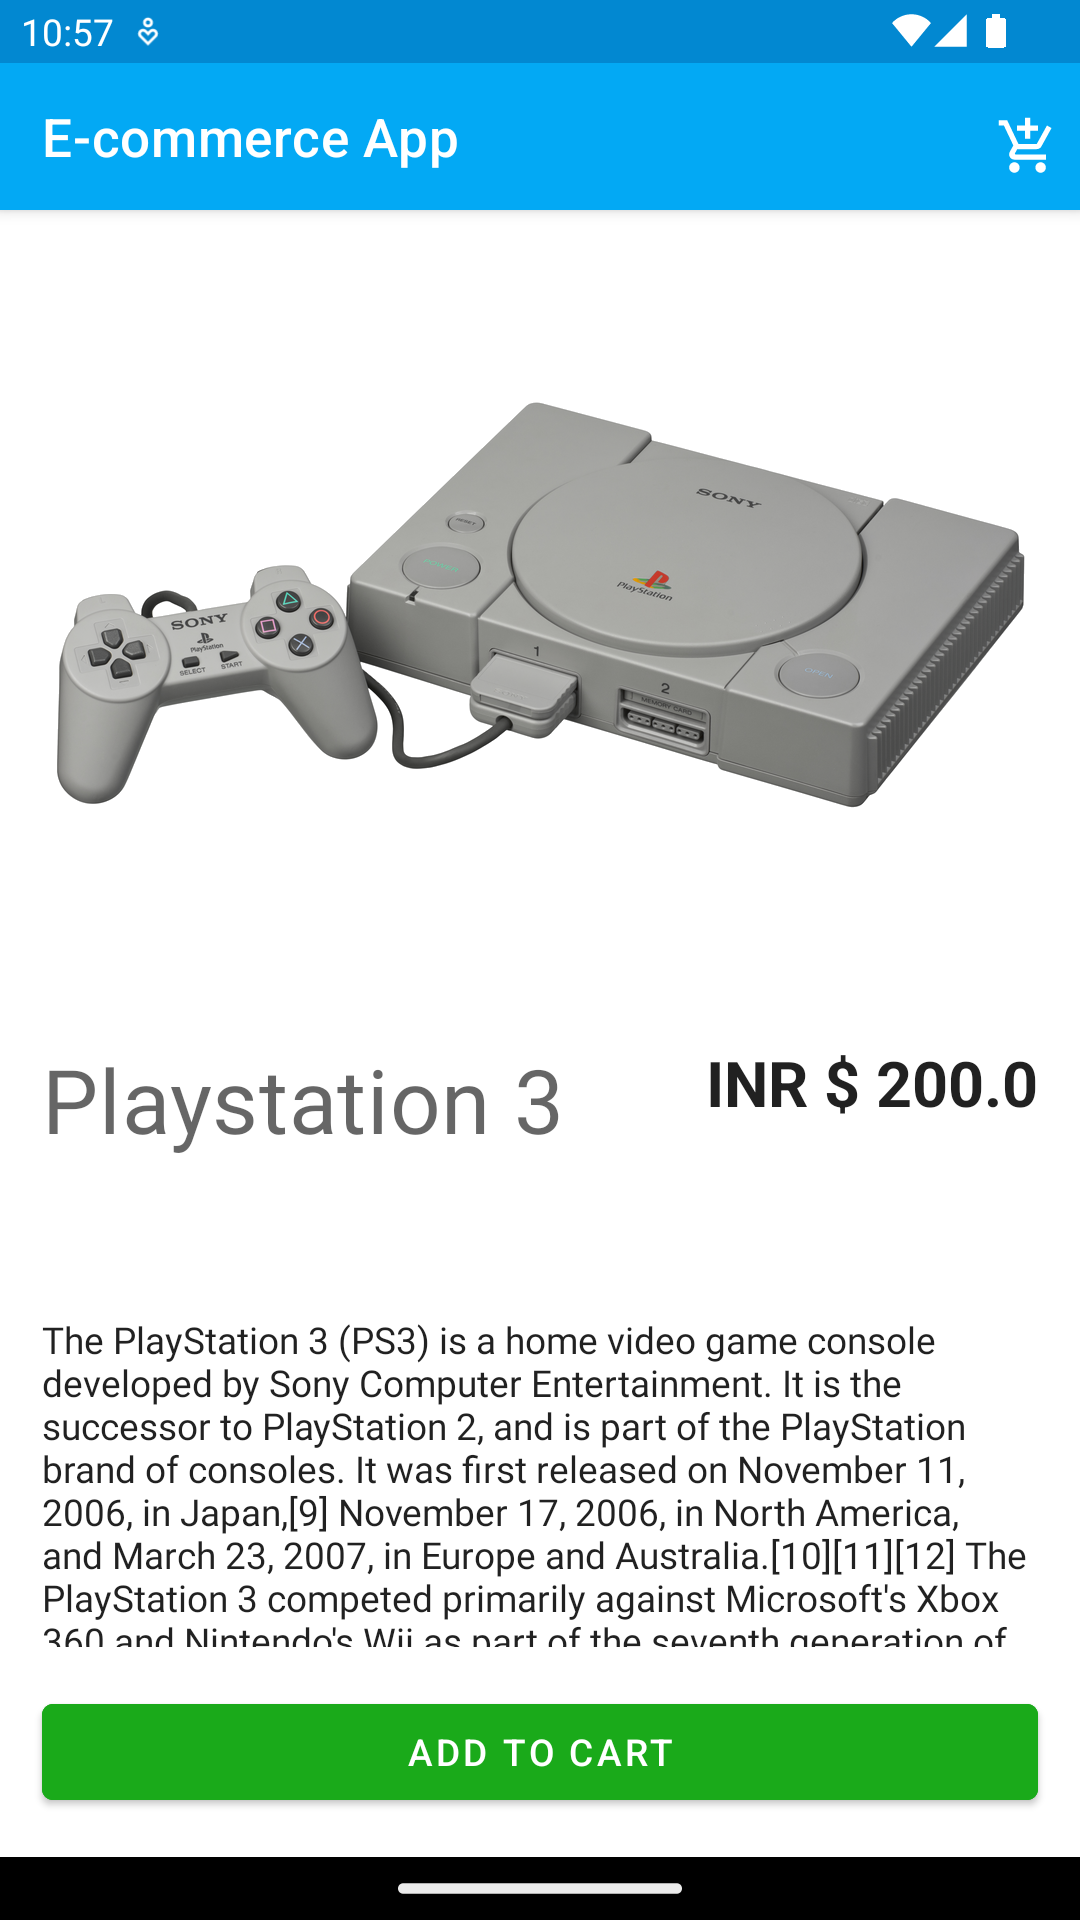 10:57
E-commerce App
SONY
RESET
POWER
PlayStation
SONY
PlayStation
SELECT
START
1
2
MEMORY CARD
OPEN
Playstation 3
INR $ 200.0
The PlayStation 3 (PS3) is a home video game console
developed by Sony Computer Entertainment. It is the
successor to PlayStation 2, and is part of the PlayStation
brand of consoles. It was first released on November 11,
2006, in Japan,[9] November 17, 2006, in North America,
and March 23, 2007, in Europe and Australia.[10][11][12] The
PlayStation 3 competed primarily against Microsoft's Xbox
360 and Nintendo's Wii as part of the seventh generation of
ADD TO CART